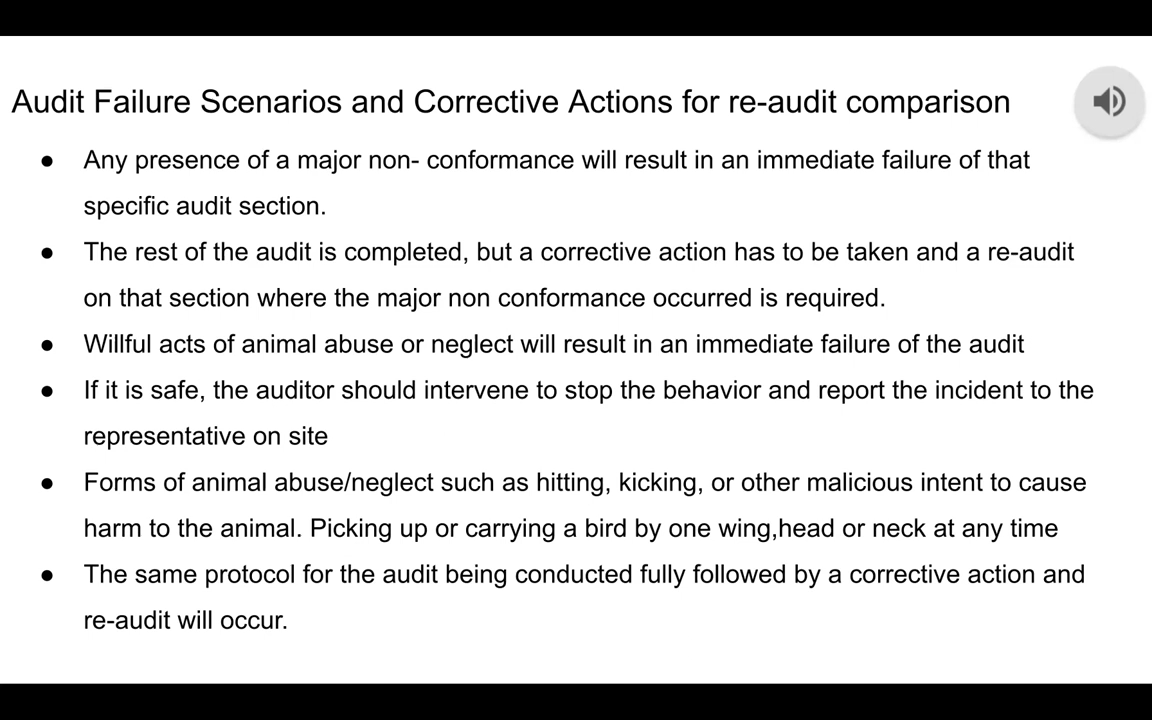 Audit Failure Scenarios and Corrective Actions for re-audit comparison
● Any presence of a major non- conformance will result in an immediate failure of that
specific audit section.
● The rest of the audit is completed, but a corrective action has to be taken and a re-audit
on that section where the major non conformance occurred is required.
● Willful acts of animal abuse or neglect will result in an immediate failure of the audit
● If it is safe, the auditor should intervene to stop the behavior and report the incident to the
representative on site
● Forms of animal abuse/neglect such as hitting, kicking, or other malicious intent to cause
harm to the animal. Picking up or carrying a bird by one wing,head or neck at any time
● The same protocol for the audit being conducted fully followed by a corrective action and
re-audit will occur.